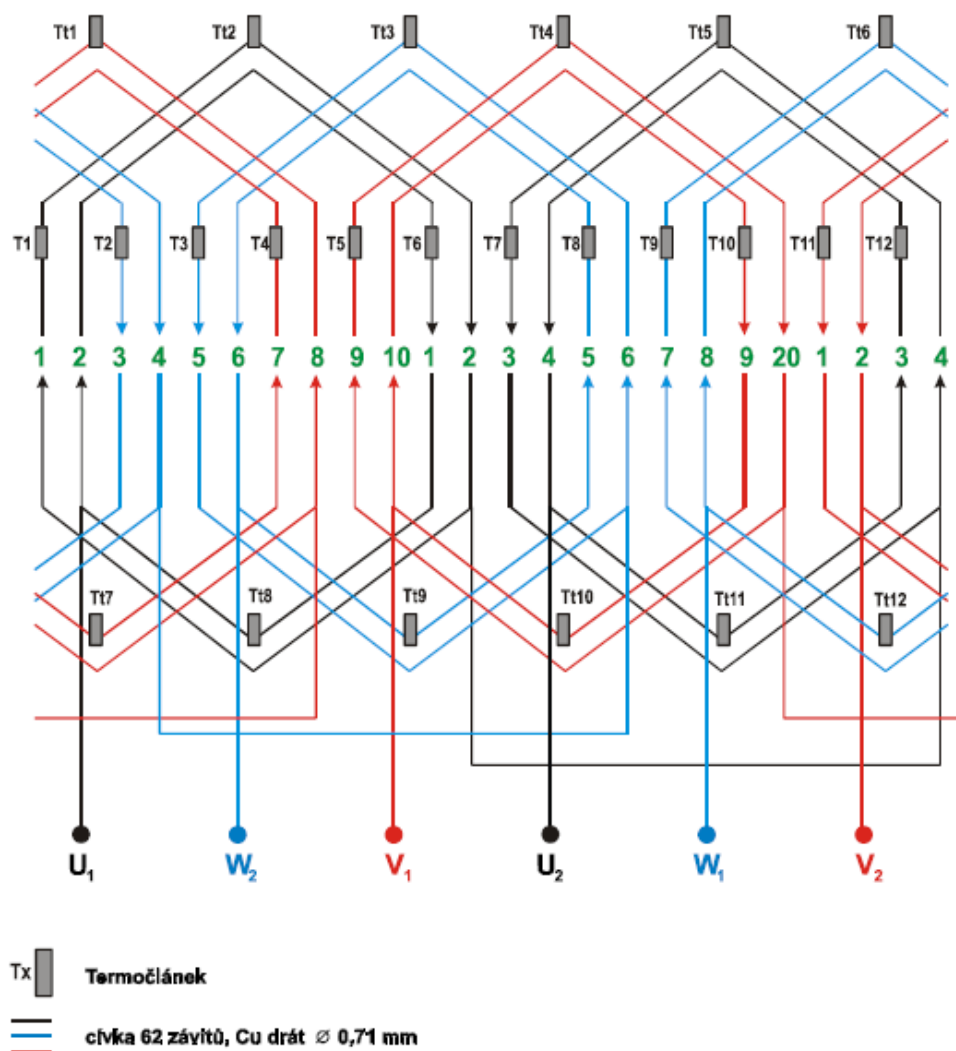 Tt1 Tt2 Tt3 Tt4 Tt5 Tt6
T1 T2 T3 T4 T5 T6 T7 T8 T9 T10 T11 T12
1 2 3 4 5 6 7 8 9 10 1 2 3 4 5 6 7 8 9 20 1 2 3 4
Tt7 Tt8 Tt9 Tt10 Tt11 Tt12
U1 W2 V1 U2 W1 V2
Tx Termočlánek
cívka 62 závitů, Cu drát ⌀ 0,71 mm